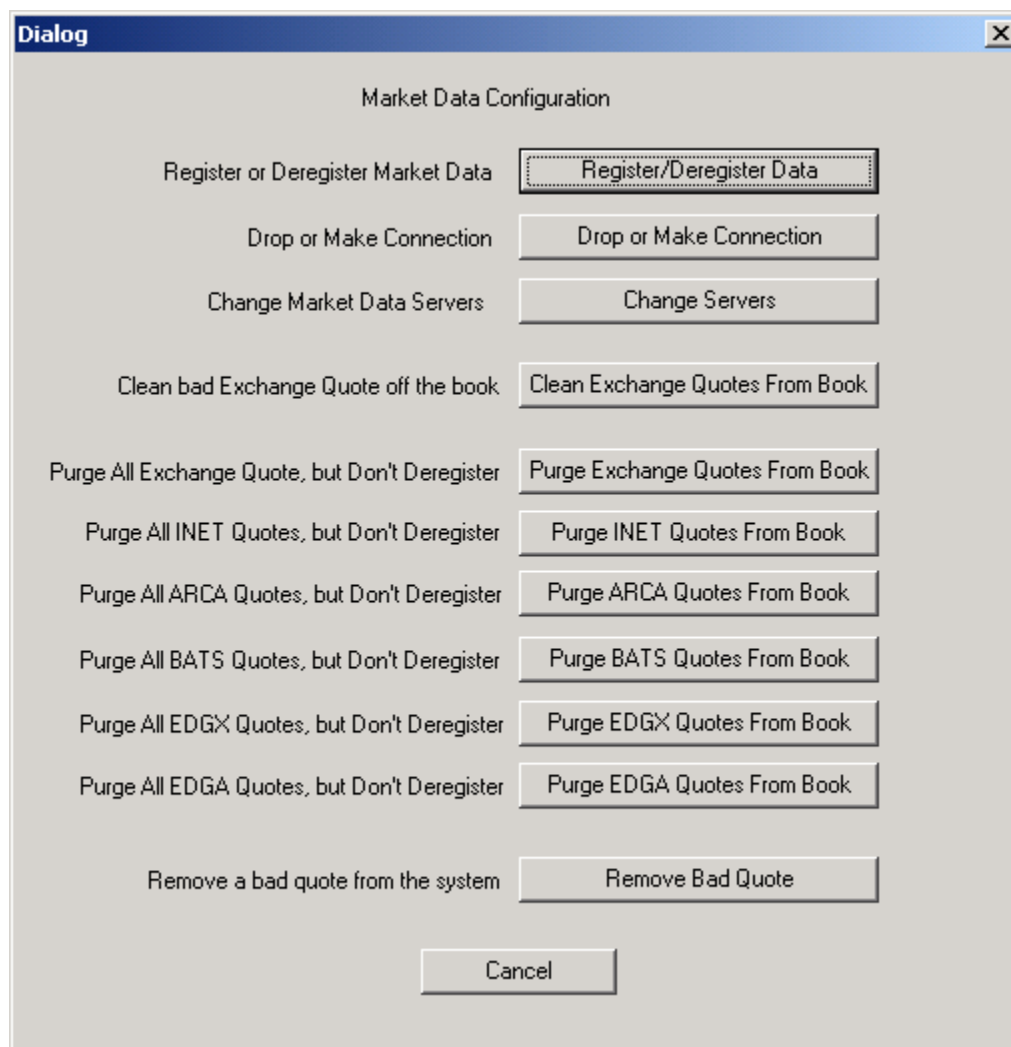 Dialog
Market Data Configuration
Register or Deregister Market Data Register/Deregister Data
Drop or Make Connection Drop or Make Connection
Change Market Data Servers Change Servers
Clean bad Exchange Quote off the book Clean Exchange Quotes From Book
Purge All Exchange Quote, but Don't Deregister Purge Exchange Quotes From Book
Purge All INET Quotes, but Don't Deregister Purge INET Quotes From Book
Purge All ARCA Quotes, but Don't Deregister Purge ARCA Quotes From Book
Purge All BATS Quotes, but Don't Deregister Purge BATS Quotes From Book
Purge All EDGX Quotes, but Don't Deregister Purge EDGX Quotes From Book
Purge All EDGA Quotes, but Don't Deregister Purge EDGA Quotes From Book
Remove a bad quote from the system Remove Bad Quote
Cancel